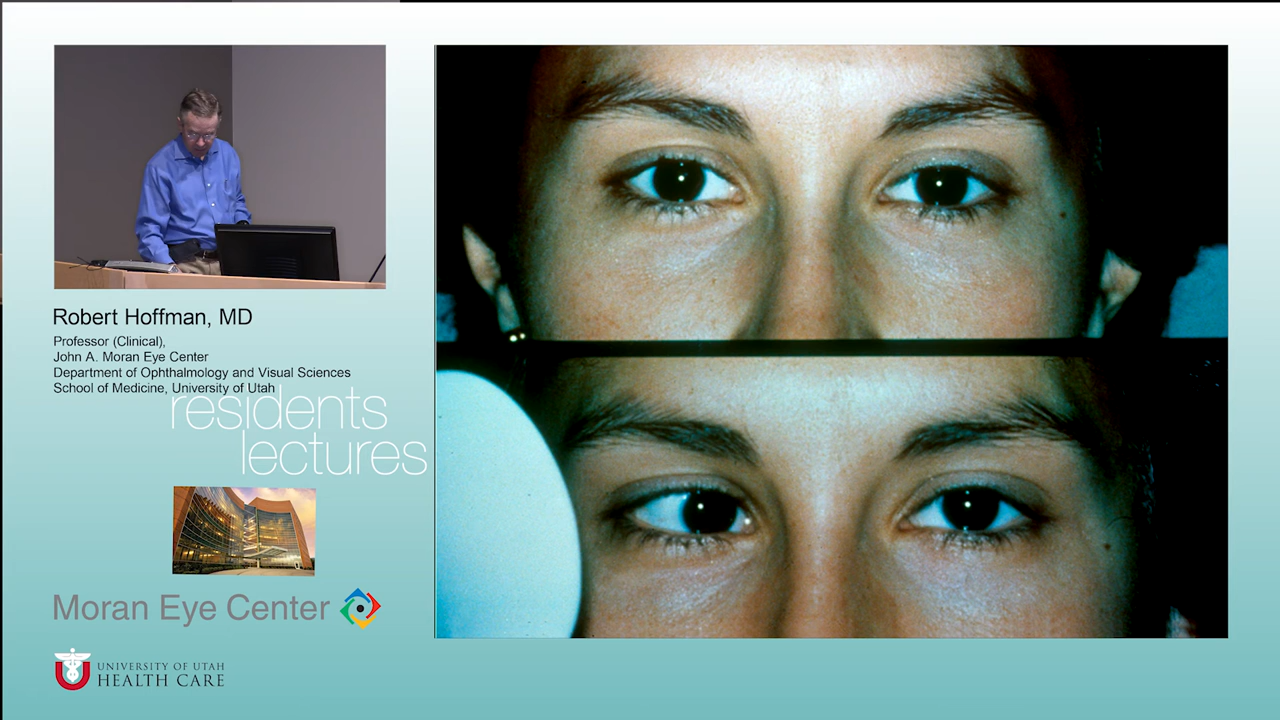 Robert Hoffman, MD
Professor (Clinical),
John A. Moran Eye Center
Department of Ophthalmology and Visual Sciences
School of Medicine, University of Utah
residents
lectures
Moran Eye Center
UNIVERSITY OF UTAH
HEALTH CARE